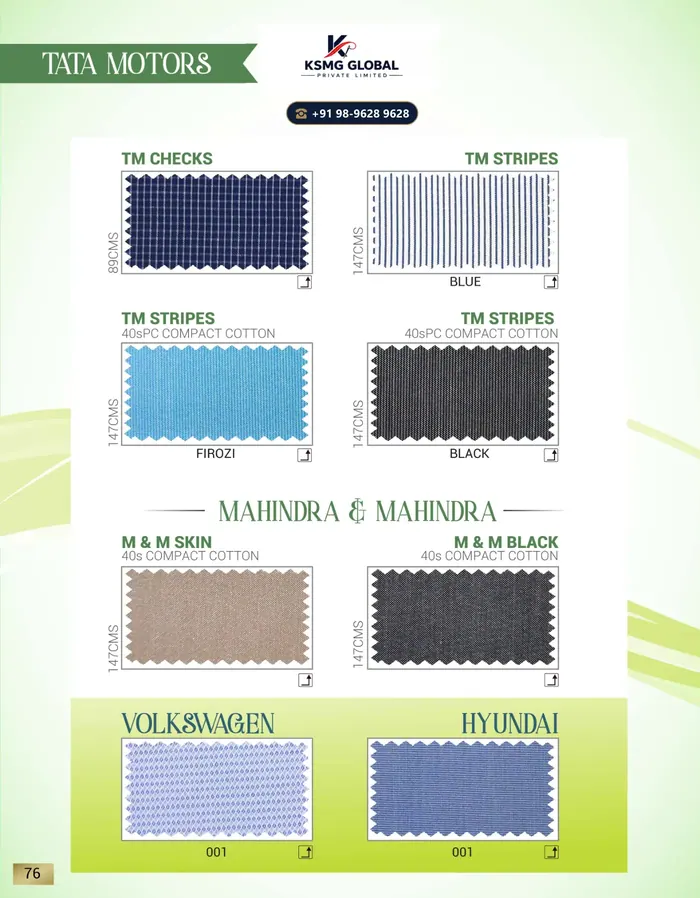 TATA MOTORS
KSMG GLOBAL
PRIVATE LIMITED
+91 98-9628 9628
TM CHECKS
89CMS
TM STRIPES
147CMS
BLUE
TM STRIPES
40sPC COMPACT COTTON
147CMS
FIROZI
TM STRIPES
40sPC COMPACT COTTON
147CMS
BLACK
MAHINDRA & MAHINDRA
M & M SKIN
40s COMPACT COTTON
147CMS
M & M BLACK
40s COMPACT COTTON
147CMS
VOLKSWAGEN
001
HYUNDAI
001
76